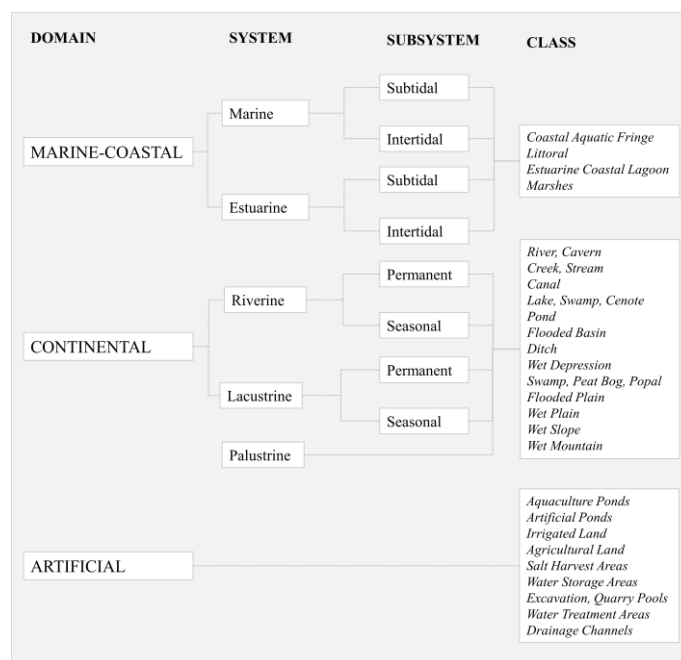 DOMAIN
SYSTEM
SUBSYSTEM
CLASS
MARINE-COASTAL
Marine
Subtidal
Intertidal
Estuarine
Subtidal
Intertidal
Coastal Aquatic Fringe
Littoral
Estuarine Coastal Lagoon
Marshes
CONTINENTAL
Riverine
Permanent
Seasonal
Lacustrine
Permanent
Seasonal
Palustrine
River, Cavern
Creek, Stream
Canal
Lake, Swamp, Cenote
Pond
Flooded Basin
Ditch
Wet Depression
Swamp, Peat Bog, Popal
Flooded Plain
Wet Plain
Wet Slope
Wet Mountain
ARTIFICIAL
Aquaculture Ponds
Artificial Ponds
Irrigated Land
Agricultural Land
Salt Harvest Areas
Water Storage Areas
Excavation, Quarry Pools
Water Treatment Areas
Drainage Channels